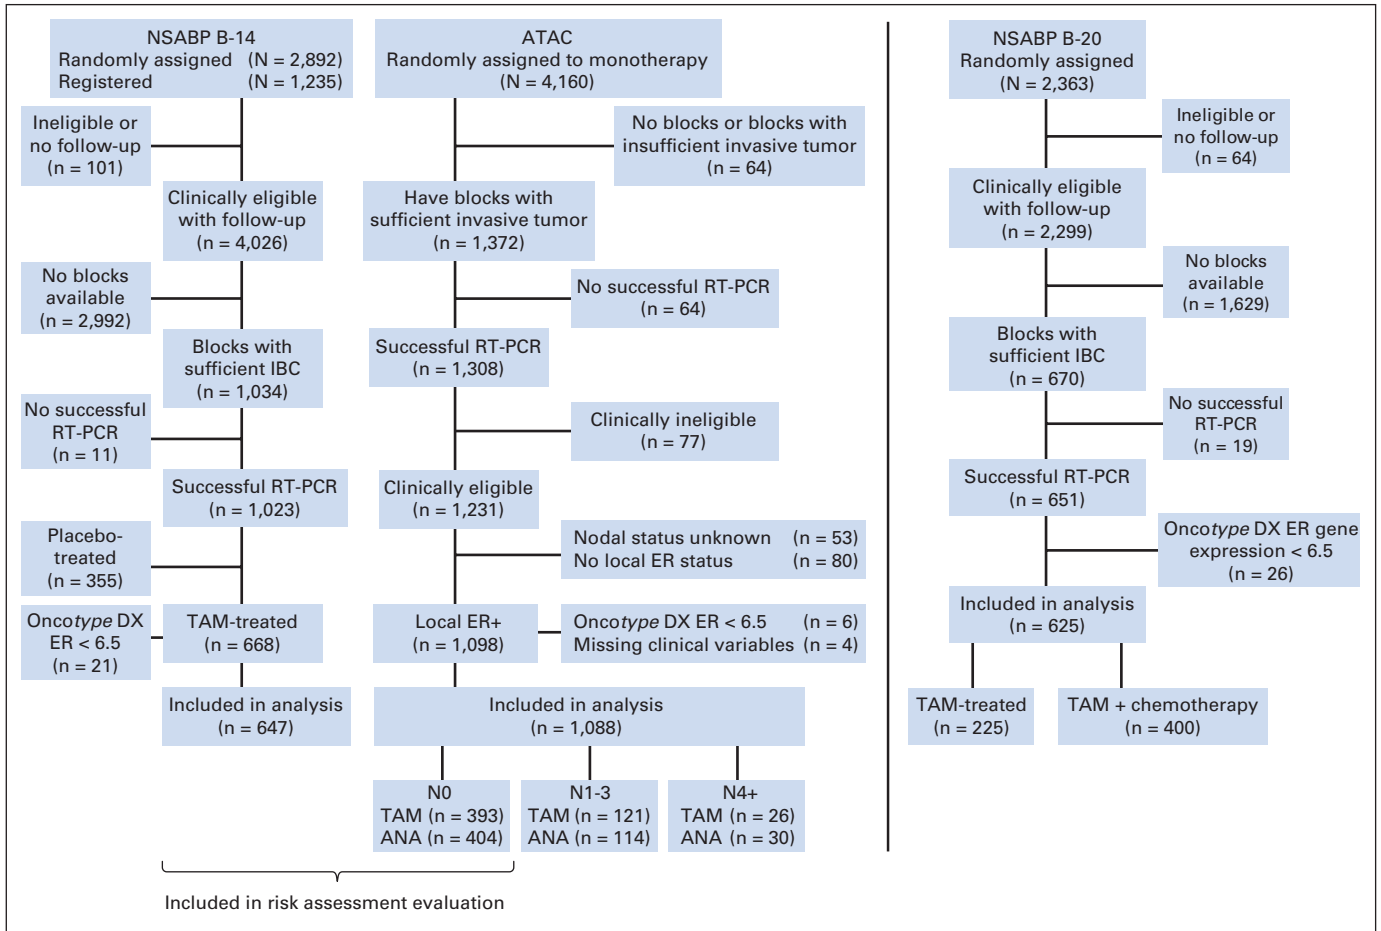 NSABP B-14
Randomly assigned (N = 2,892)
Registered (N = 1,235)
Ineligible or
no follow-up
(n = 101)
Clinically eligible
with follow-up
(n = 4,026)
No blocks
available
(n = 2,992)
Blocks with
sufficient IBC
(n = 1,034)
No successful
RT-PCR
(n = 11)
Successful RT-PCR
(n = 1,023)
Placebo-
treated
(n = 355)
TAM-treated
(n = 668)
Oncotype DX
ER < 6.5
(n = 21)
Included in analysis
(n = 647)
ATAC
Randomly assigned to monotherapy
(N = 4,160)
No blocks or blocks with
insufficient invasive tumor
(n = 64)
Have blocks with
sufficient invasive tumor
(n = 1,372)
No successful RT-PCR
(n = 64)
Successful RT-PCR
(n = 1,308)
Clinically ineligible
(n = 77)
Clinically eligible
(n = 1,231)
Nodal status unknown (n = 53)
No local ER status (n = 80)
Local ER+
(n = 1,098)
Oncotype DX ER < 6.5 (n = 6)
Missing clinical variables (n = 4)
Included in analysis
(n = 1,088)
N0
TAM (n = 393)
ANA (n = 404)
N1-3
TAM (n = 121)
ANA (n = 114)
N4+
TAM (n = 26)
ANA (n = 30)
Included in risk assessment evaluation
NSABP B-20
Randomly assigned
(N = 2,363)
Ineligible or
no follow-up
(n = 64)
Clinically eligible
with follow-up
(n = 2,299)
No blocks
available
(n = 1,629)
Blocks with
sufficient IBC
(n = 670)
No successful
RT-PCR
(n = 19)
Successful RT-PCR
(n = 651)
Oncotype DX ER gene
expression < 6.5
(n = 26)
Included in analysis
(n = 625)
TAM-treated
(n = 225)
TAM + chemotherapy
(n = 400)